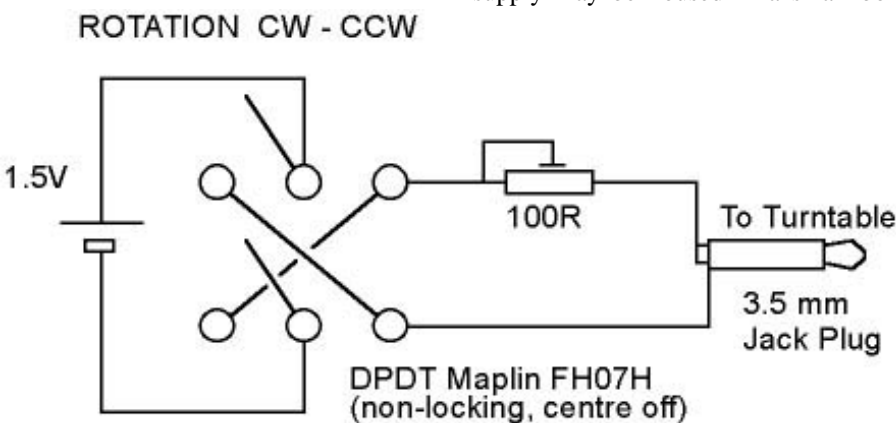 ROTATION CW - CCW
1.5V
100R
To Turntable
3.5 mm
Jack Plug
DPDT Maplin FH07H
(non-locking, centre off)